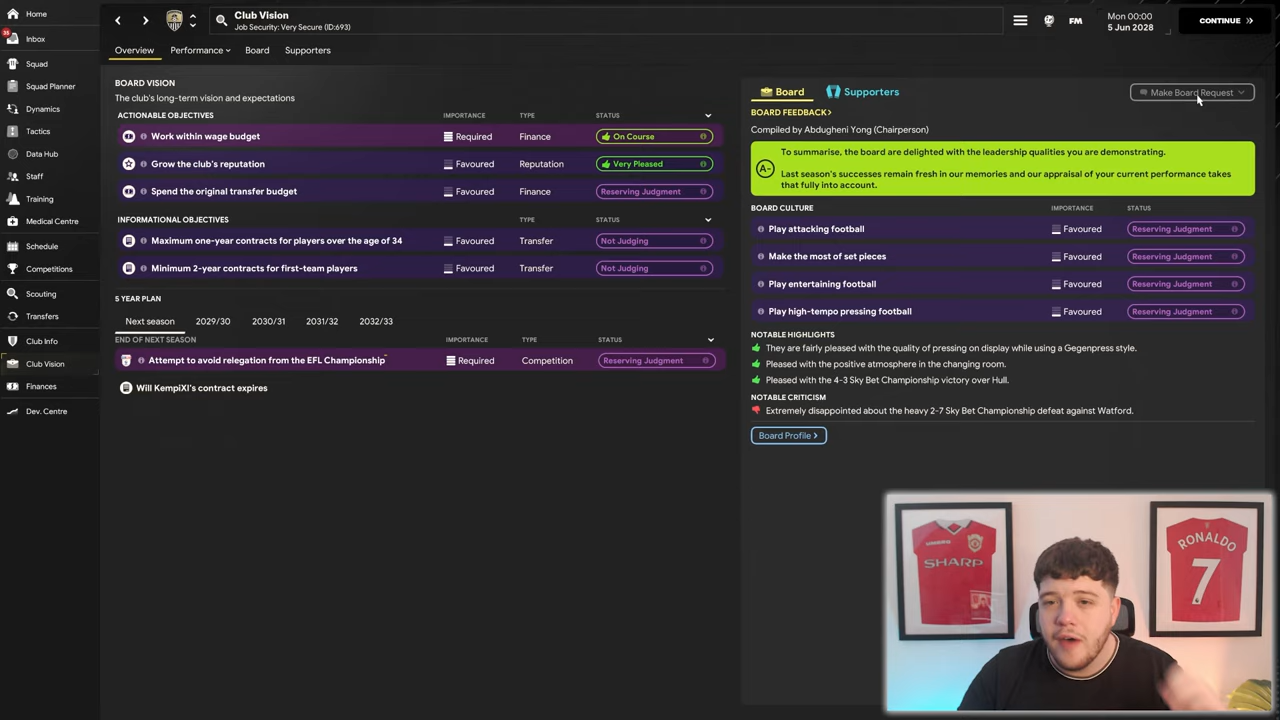 Home
35
Inbox
Squad
Squad Planner
Dynamics
Tactics
Data Hub
Staff
Training
Medical Centre
Schedule
Competitions
Scouting
Transfers
Club Info
Club Vision
Finances
Dev. Centre
Club Vision
Job Security: Very Secure (ID:693)
FM
Mon 00:00
5 Jun 2028
CONTINUE
Overview
Performance
Board
Supporters
BOARD VISION
The club's long-term vision and expectations
ACTIONABLE OBJECTIVES IMPORTANCE TYPE STATUS
Work within wage budget Required Finance On Course
Grow the club's reputation Favoured Reputation Very Pleased
Spend the original transfer budget Favoured Finance Reserving Judgment
INFORMATIONAL OBJECTIVES TYPE STATUS
Maximum one-year contracts for players over the age of 34 Favoured Transfer Not Judging
Minimum 2-year contracts for first-team players Favoured Transfer Not Judging
5 YEAR PLAN
Next season 2029/30 2030/31 2031/32 2032/33
END OF NEXT SEASON IMPORTANCE TYPE STATUS
Attempt to avoid relegation from the EFL Championship Required Competition Reserving Judgment
Will KempiXI's contract expires
Board
Supporters
Make Board Request
BOARD FEEDBACK>
Compiled by Abdugheni Yong (Chairperson)
A-
To summarise, the board are delighted with the leadership qualities you are demonstrating.
Last season's successes remain fresh in our memories and our appraisal of your current performance takes
that fully into account.
BOARD CULTURE IMPORTANCE STATUS
Play attacking football Favoured Reserving Judgment
Make the most of set pieces Favoured Reserving Judgment
Play entertaining football Favoured Reserving Judgment
Play high-tempo pressing football Favoured Reserving Judgment
NOTABLE HIGHLIGHTS
They are fairly pleased with the quality of pressing on display while using a Gegenpress style.
Pleased with the positive atmosphere in the changing room.
Pleased with the 4-3 Sky Bet Championship victory over Hull.
NOTABLE CRITICISM
Extremely disappointed about the heavy 2-7 Sky Bet Championship defeat against Watford.
Board Profile >
SHARP
RONALDO
7